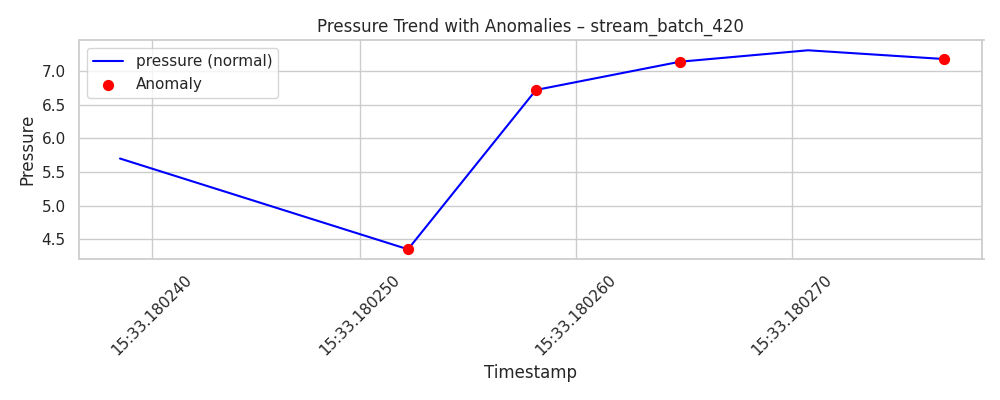 Pressure Trend with Anomalies – stream_batch_420
pressure (normal)
Anomaly
Pressure
7.0
6.5
6.0
5.5
5.0
4.5
15:33.180240
15:33.180250
15:33.180260
15:33.180270
Timestamp